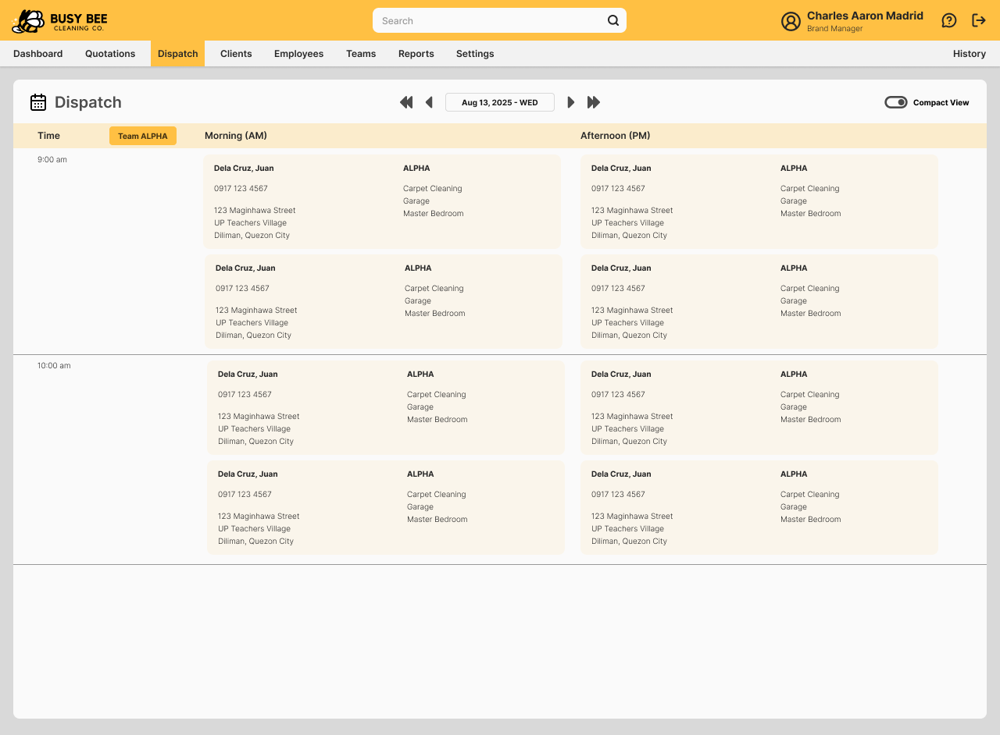 BUSY BEE
CLEANING CO.
Search
Charles Aaron Madrid
Brand Manager
Dashboard Quotations Dispatch Clients Employees Teams Reports Settings History
Dispatch
Aug 13, 2025 - WED
Compact View
Time Team ALPHA Morning (AM) Afternoon (PM)
9:00 am
Dela Cruz, Juan ALPHA
0917 123 4567 Carpet Cleaning
Garage
123 Maginhawa Street Master Bedroom
UP Teachers Village
Diliman, Quezon City
Dela Cruz, Juan ALPHA
0917 123 4567 Carpet Cleaning
Garage
123 Maginhawa Street Master Bedroom
UP Teachers Village
Diliman, Quezon City
Dela Cruz, Juan ALPHA
0917 123 4567 Carpet Cleaning
Garage
123 Maginhawa Street Master Bedroom
UP Teachers Village
Diliman, Quezon City
Dela Cruz, Juan ALPHA
0917 123 4567 Carpet Cleaning
Garage
123 Maginhawa Street Master Bedroom
UP Teachers Village
Diliman, Quezon City
10:00 am
Dela Cruz, Juan ALPHA
0917 123 4567 Carpet Cleaning
Garage
123 Maginhawa Street Master Bedroom
UP Teachers Village
Diliman, Quezon City
Dela Cruz, Juan ALPHA
0917 123 4567 Carpet Cleaning
Garage
123 Maginhawa Street Master Bedroom
UP Teachers Village
Diliman, Quezon City
Dela Cruz, Juan ALPHA
0917 123 4567 Carpet Cleaning
Garage
123 Maginhawa Street Master Bedroom
UP Teachers Village
Diliman, Quezon City
Dela Cruz, Juan ALPHA
0917 123 4567 Carpet Cleaning
Garage
123 Maginhawa Street Master Bedroom
UP Teachers Village
Diliman, Quezon City